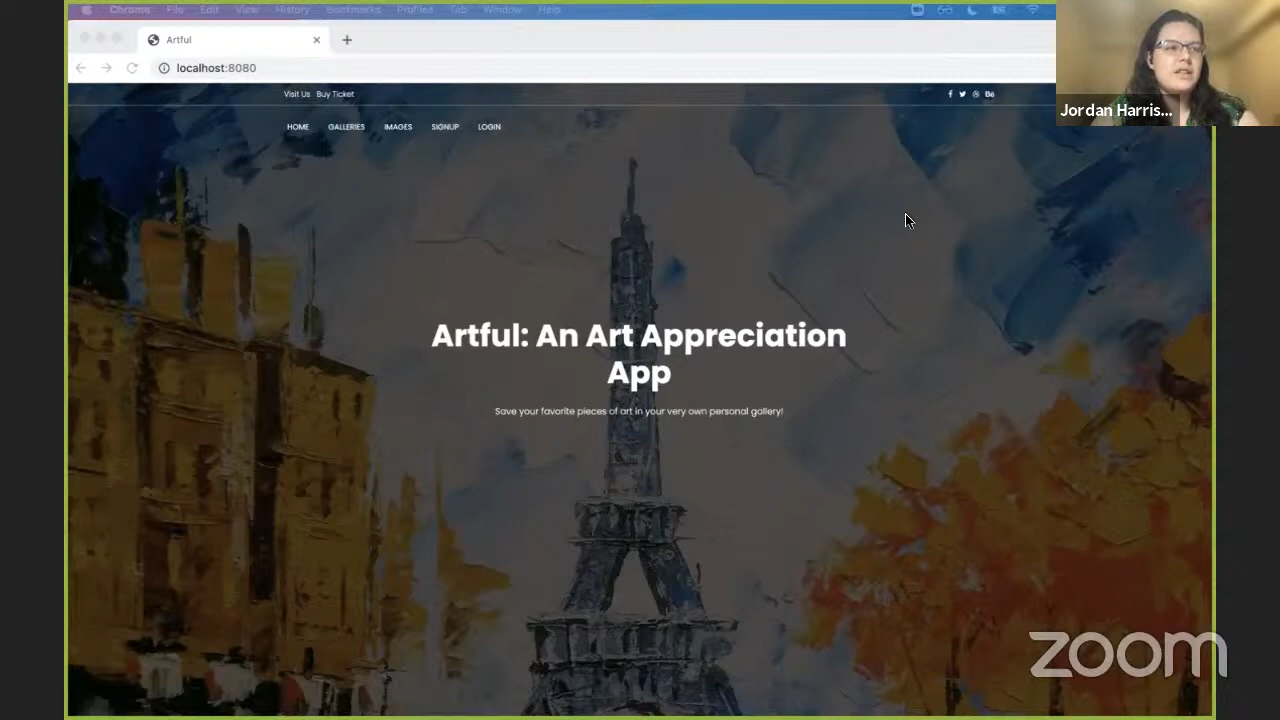 Chrome File Edit View History Bookmarks Profiles Tab Window Help
Artful
localhost:8080
Jordan Harris...
Visit Us Buy Ticket
HOME GALLERIES IMAGES SIGNUP LOGIN
Artful: An Art Appreciation
App
Save your favorite pieces of art in your very own personal gallery!
zoom